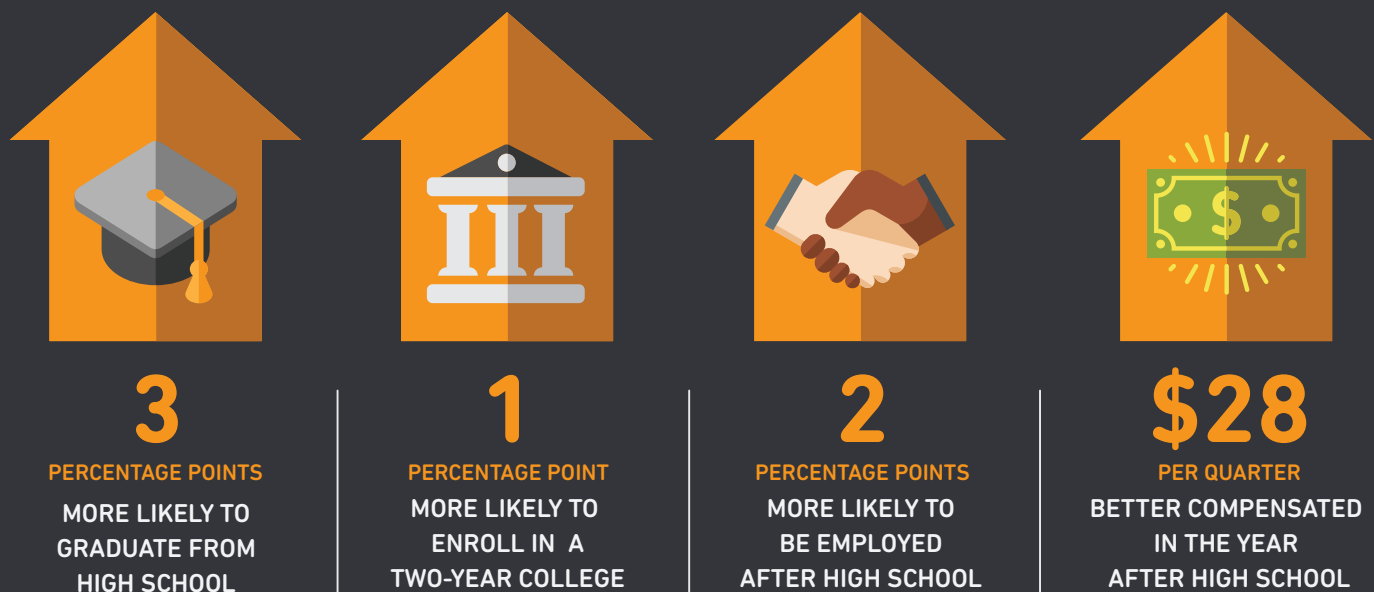 3
PERCENTAGE POINTS
MORE LIKELY TO
GRADUATE FROM
HIGH SCHOOL
1
PERCENTAGE POINT
MORE LIKELY TO
ENROLL IN A
TWO-YEAR COLLEGE
2
PERCENTAGE POINTS
MORE LIKELY TO
BE EMPLOYED
AFTER HIGH SCHOOL
$
$28
PER QUARTER
BETTER COMPENSATED
IN THE YEAR
AFTER HIGH SCHOOL